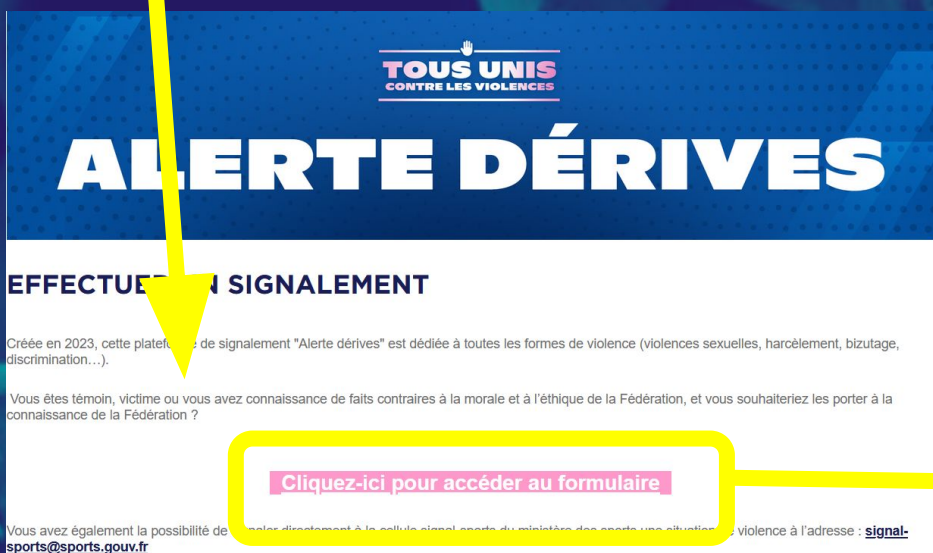 TOUS UNIS
CONTRE LES VIOLENCES
ALERTE DÉRIVES
EFFECTUER N SIGNALEMENT
Créée en 2023, cette plateforme de signalement "Alerte dérives" est dédiée à toutes les formes de violence (violences sexuelles, harcèlement, bizutage,
discrimination…).
Vous êtes témoin, victime ou vous avez connaissance de faits contraires à la morale et à l'éthique de la Fédération, et vous souhaiteriez les porter à la
connaissance de la Fédération ?
Cliquez-ici pour accéder au formulaire
Vous avez également la possibilité de signaler directement à la cellule signal-sports du ministère des sports une situation de violence à l'adresse : signal-
sports@sports.gouv.fr